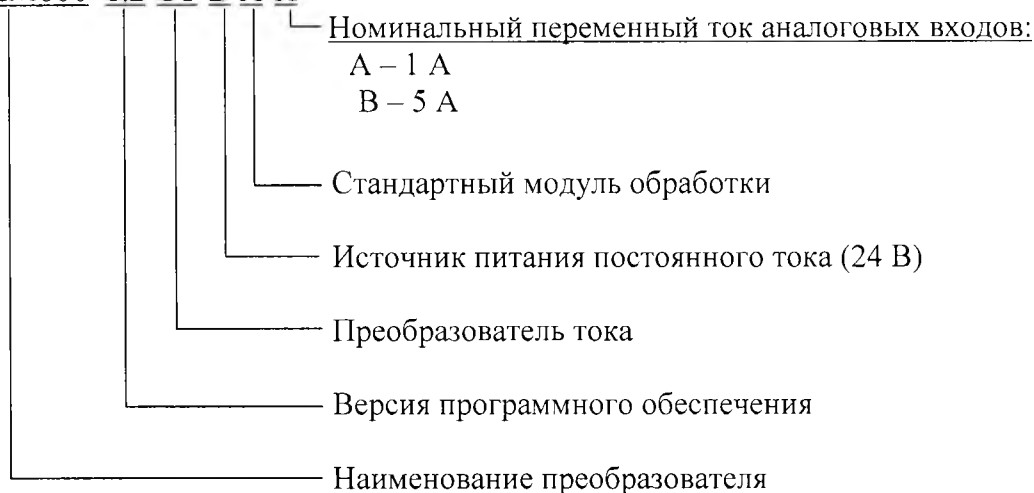 Номинальный переменный ток аналоговых входов:
А – 1 А
В – 5 А
Стандартный модуль обработки
Источник питания постоянного тока (24 В)
Преобразователь тока
Версия программного обеспечения
Наименование преобразователя